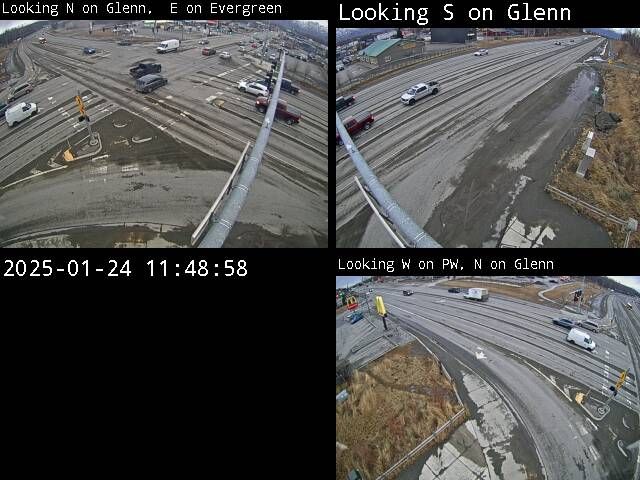 Looking N on Glenn,  E on Evergreen
Looking S on Glenn
2025-01-24 11:48:58
Looking W on PW, N on Glenn